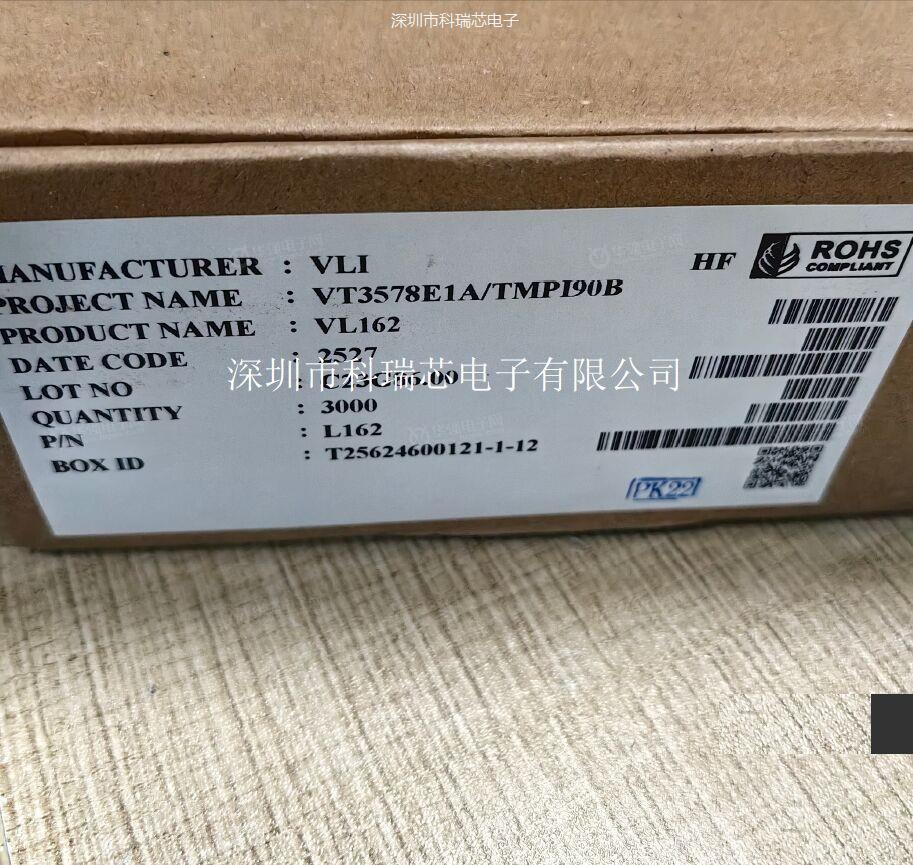 深圳市科瑞芯电子
MANUFACTURER : VLI
HF ROHS COMPLIANT
PROJECT NAME : VT3578E1A/TMPI90B
PRODUCT NAME : VL162
DATE CODE : 2527
深圳市科瑞芯电子有限公司
LOT NO :
QUANTITY : 3000
P/N : L162
BOX ID : T25624600121-1-12
PK22